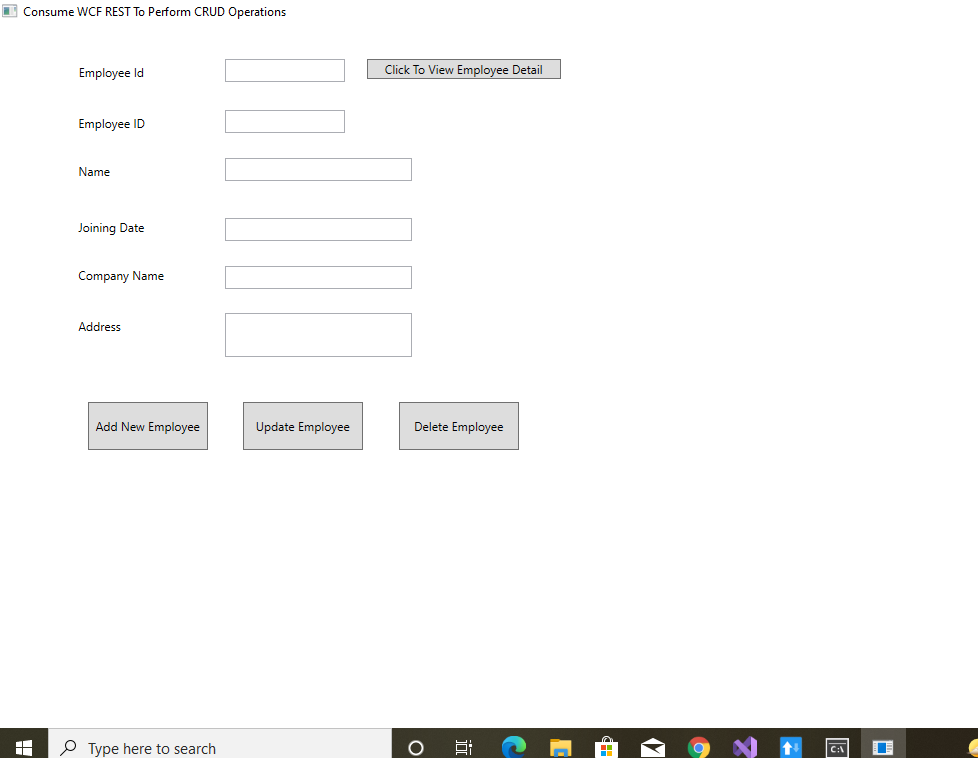 Consume WCF REST To Perform CRUD Operations
Employee Id
Click To View Employee Detail
Employee ID
Name
Joining Date
Company Name
Address
Add New Employee
Update Employee
Delete Employee
Type here to search
C:\